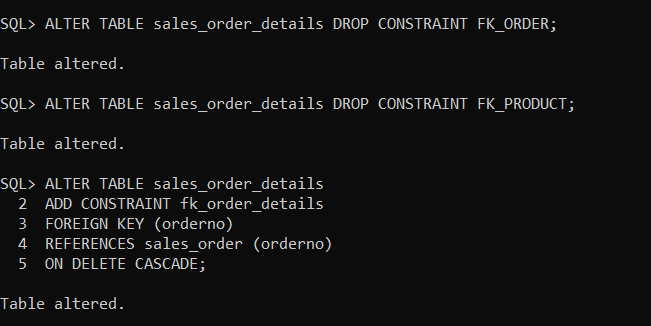 SQL> ALTER TABLE sales_order_details DROP CONSTRAINT FK_ORDER;
Table altered.
SQL> ALTER TABLE sales_order_details DROP CONSTRAINT FK_PRODUCT;
Table altered.
SQL> ALTER TABLE sales_order_details
2 ADD CONSTRAINT fk_order_details
3 FOREIGN KEY (orderno)
4 REFERENCES sales_order (orderno)
5 ON DELETE CASCADE;
Table altered.